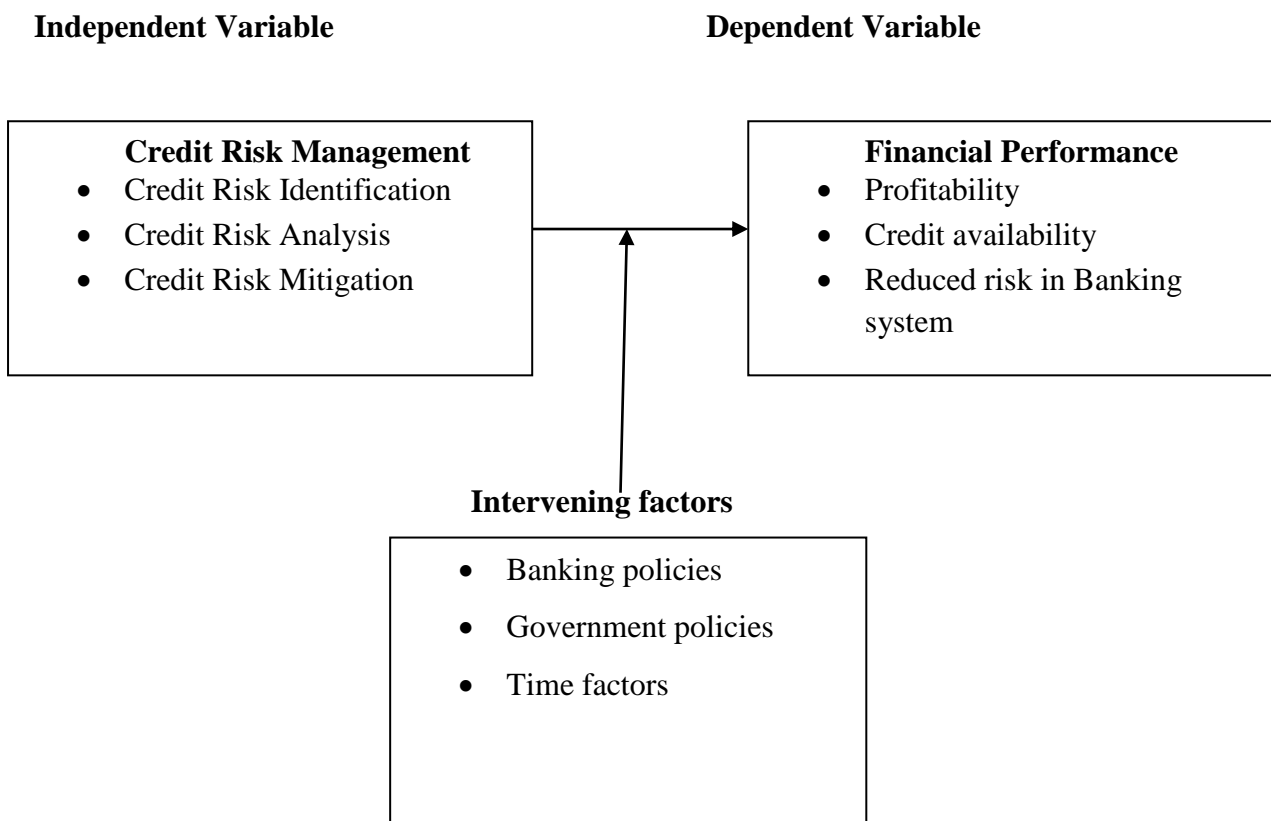 Independent Variable
Dependent Variable
Credit Risk Management
• Credit Risk Identification
• Credit Risk Analysis
• Credit Risk Mitigation
Financial Performance
• Profitability
• Credit availability
• Reduced risk in Banking
system
Intervening factors
• Banking policies
• Government policies
• Time factors